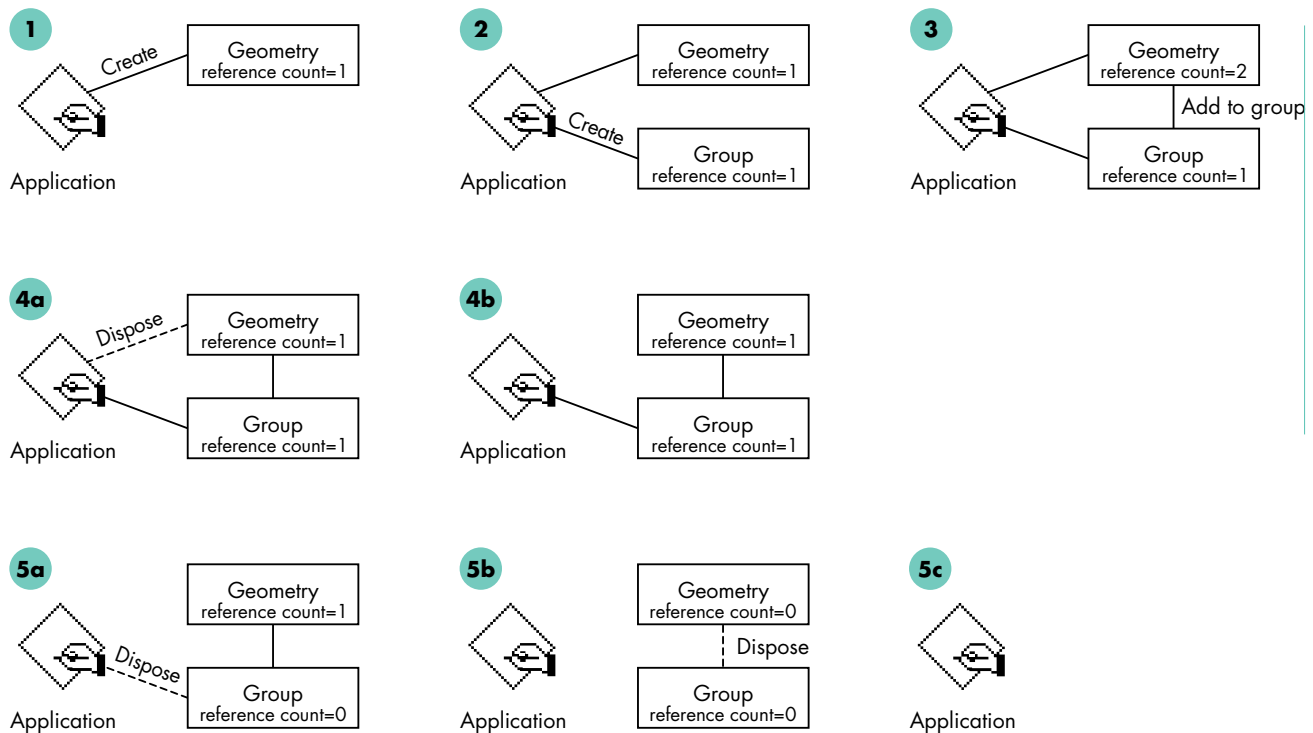 1
Create
Geometry
reference count=1
Application
2
Geometry
reference count=1
Create
Group
reference count=1
Application
3
Geometry
reference count=2
Add to group
Group
reference count=1
Application
4a
Dispose
Geometry
reference count=1
Group
reference count=1
Application
4b
Geometry
reference count=1
Group
reference count=1
Application
5a
Geometry
reference count=1
Dispose
Group
reference count=0
Application
5b
Geometry
reference count=0
Dispose
Group
reference count=0
Application
5c
Application